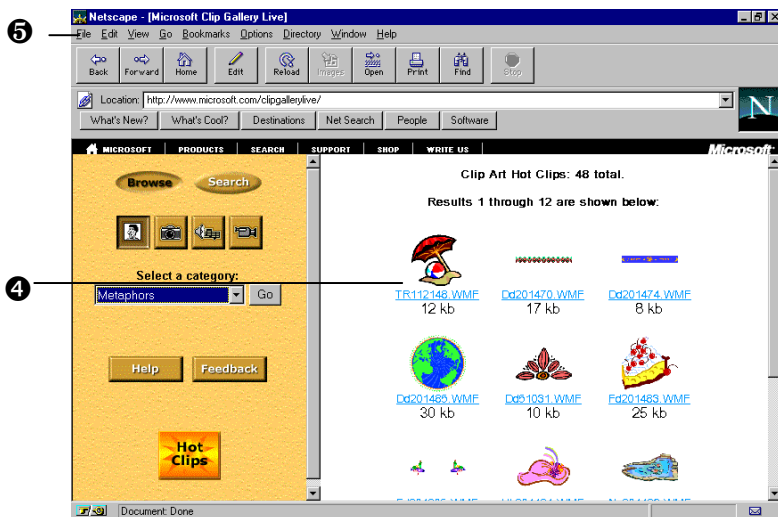 Netscape - [Microsoft Clip Gallery Live]
❺
File Edit View Go Bookmarks Options Directory Window Help
Back Forward Home Edit Reload Images Open Print Find Stop
Location: http://www.microsoft.com/clipgallerylive/
N
What's New? What's Cool? Destinations Net Search People Software
MICROSOFT PRODUCTS SEARCH SUPPORT SHOP WRITE US Microsoft
Browse Search
Clip Art Hot Clips: 48 total.
Results 1 through 12 are shown below:
❹
Select a category:
Metaphors Go
TR112148.WMF Dd201470.WMF Dd201474.WMF
12 kb 17 kb 8 kb
Help Feedback
Dd201465.WMF Dd51031.WMF Fd201483.WMF
30 kb 10 kb 25 kb
Hot
Clips
Document: Done